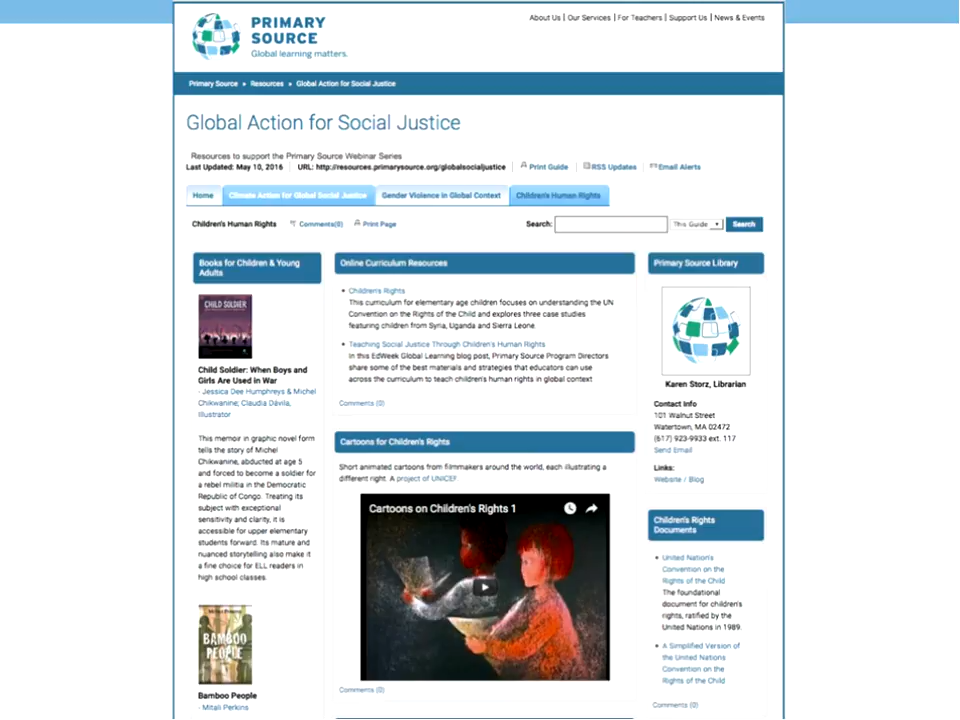 PRIMARY
SOURCE
Global learning matters.
About Us | Our Services | For Teachers | Support Us | News & Events
Primary Source ▸ Resources ▸ Global Action for Social Justice
Global Action for Social Justice
Resources to support the Primary Source Webinar Series
Last Updated: May 10, 2016 | URL: http://resources.primarysource.org/globalsocialjustice | Print Guide | RSS Updates | Email Alerts
Home
Climate Action for Global Social Justice
Gender Violence in Global Context
Children's Human Rights
Children's Human Rights Comments(0) Print Page
Search: This Guide Search
Books for Children & Young
Adults
CHILD SOLDIER
Child Soldier: When Boys and
Girls Are Used in War
- Jessica Dee Humphreys & Michel
Chikwanine; Claudia Dávila,
Illustrator
This memoir in graphic novel form
tells the story of Michel
Chikwanine, abducted at age 5
and forced to become a soldier for
a rebel militia in the Democratic
Republic of Congo. Treating its
subject with exceptional
sensitivity and clarity, it is
accessible for upper elementary
students forward. Its mature and
nuanced storytelling also make it
a fine choice for ELL readers in
high school classes.
Mitali Perkins
BAMBOO
PEOPLE
Bamboo People
- Mitali Perkins
Online Curriculum Resources
• Children's Rights
This curriculum for elementary age children focuses on understanding the UN
Convention on the Rights of the Child and explores three case studies
featuring children from Syria, Uganda and Sierra Leone.
• Teaching Social Justice Through Children's Human Rights
In this EdWeek Global Learning blog post, Primary Source Program Directors
share some of the best materials and strategies that educators can use
across the curriculum to teach children's human rights in global context
Comments (0)
Cartoons for Children's Rights
Short animated cartoons from filmmakers around the world, each illustrating a
different right. A project of UNICEF.
Cartoons on Children's Rights 1
Comments (0)
Primary Source Library
Karen Storz, Librarian
Contact Info
101 Walnut Street
Watertown, MA 02472
(617) 923-9933 ext. 117
Send Email
Links:
Website / Blog
Children's Rights
Documents
• United Nation's
Convention on the
Rights of the Child
The foundational
document for children's
rights, ratified by the
United Nations in 1989.
• A Simplified Version of
the United Nations
Convention on the
Rights of the Child
Comments (0)